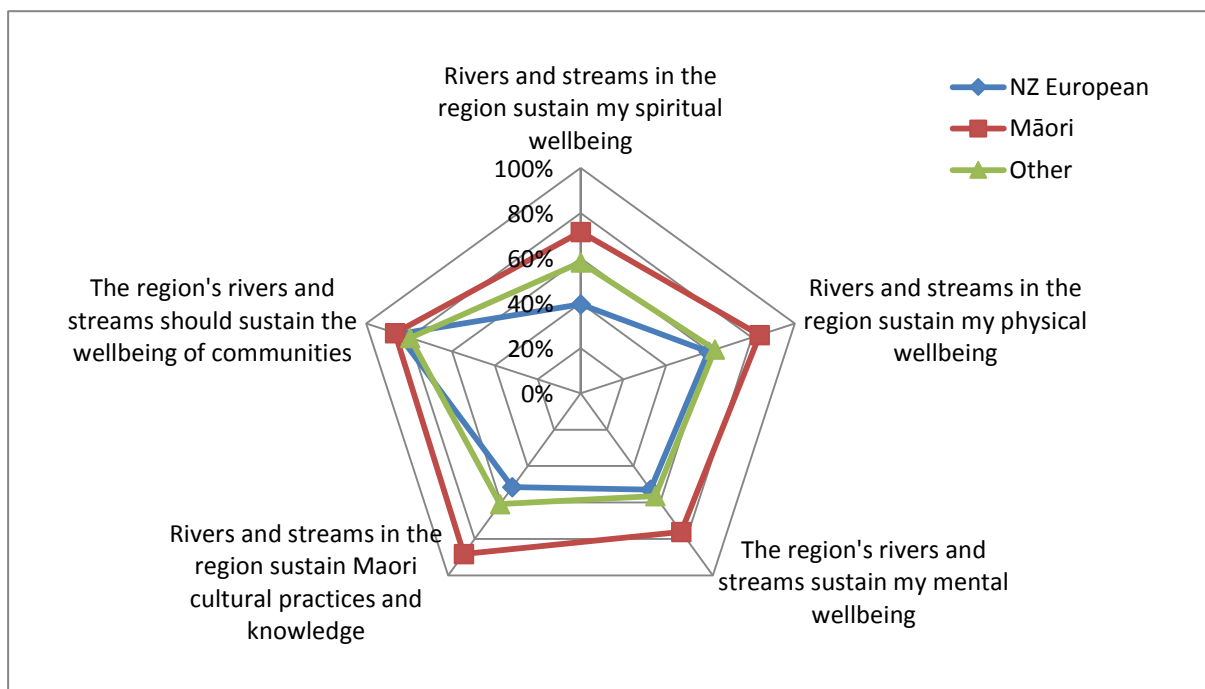 Rivers and streams in the
region sustain my spiritual
wellbeing
NZ European
Māori
Other
100%
80%
60%
40%
20%
0%
The region's rivers and
streams should sustain the
wellbeing of communities
Rivers and streams in the
region sustain my physical
wellbeing
Rivers and streams in the
region sustain Maori
cultural practices and
knowledge
The region's rivers and
streams sustain my mental
wellbeing